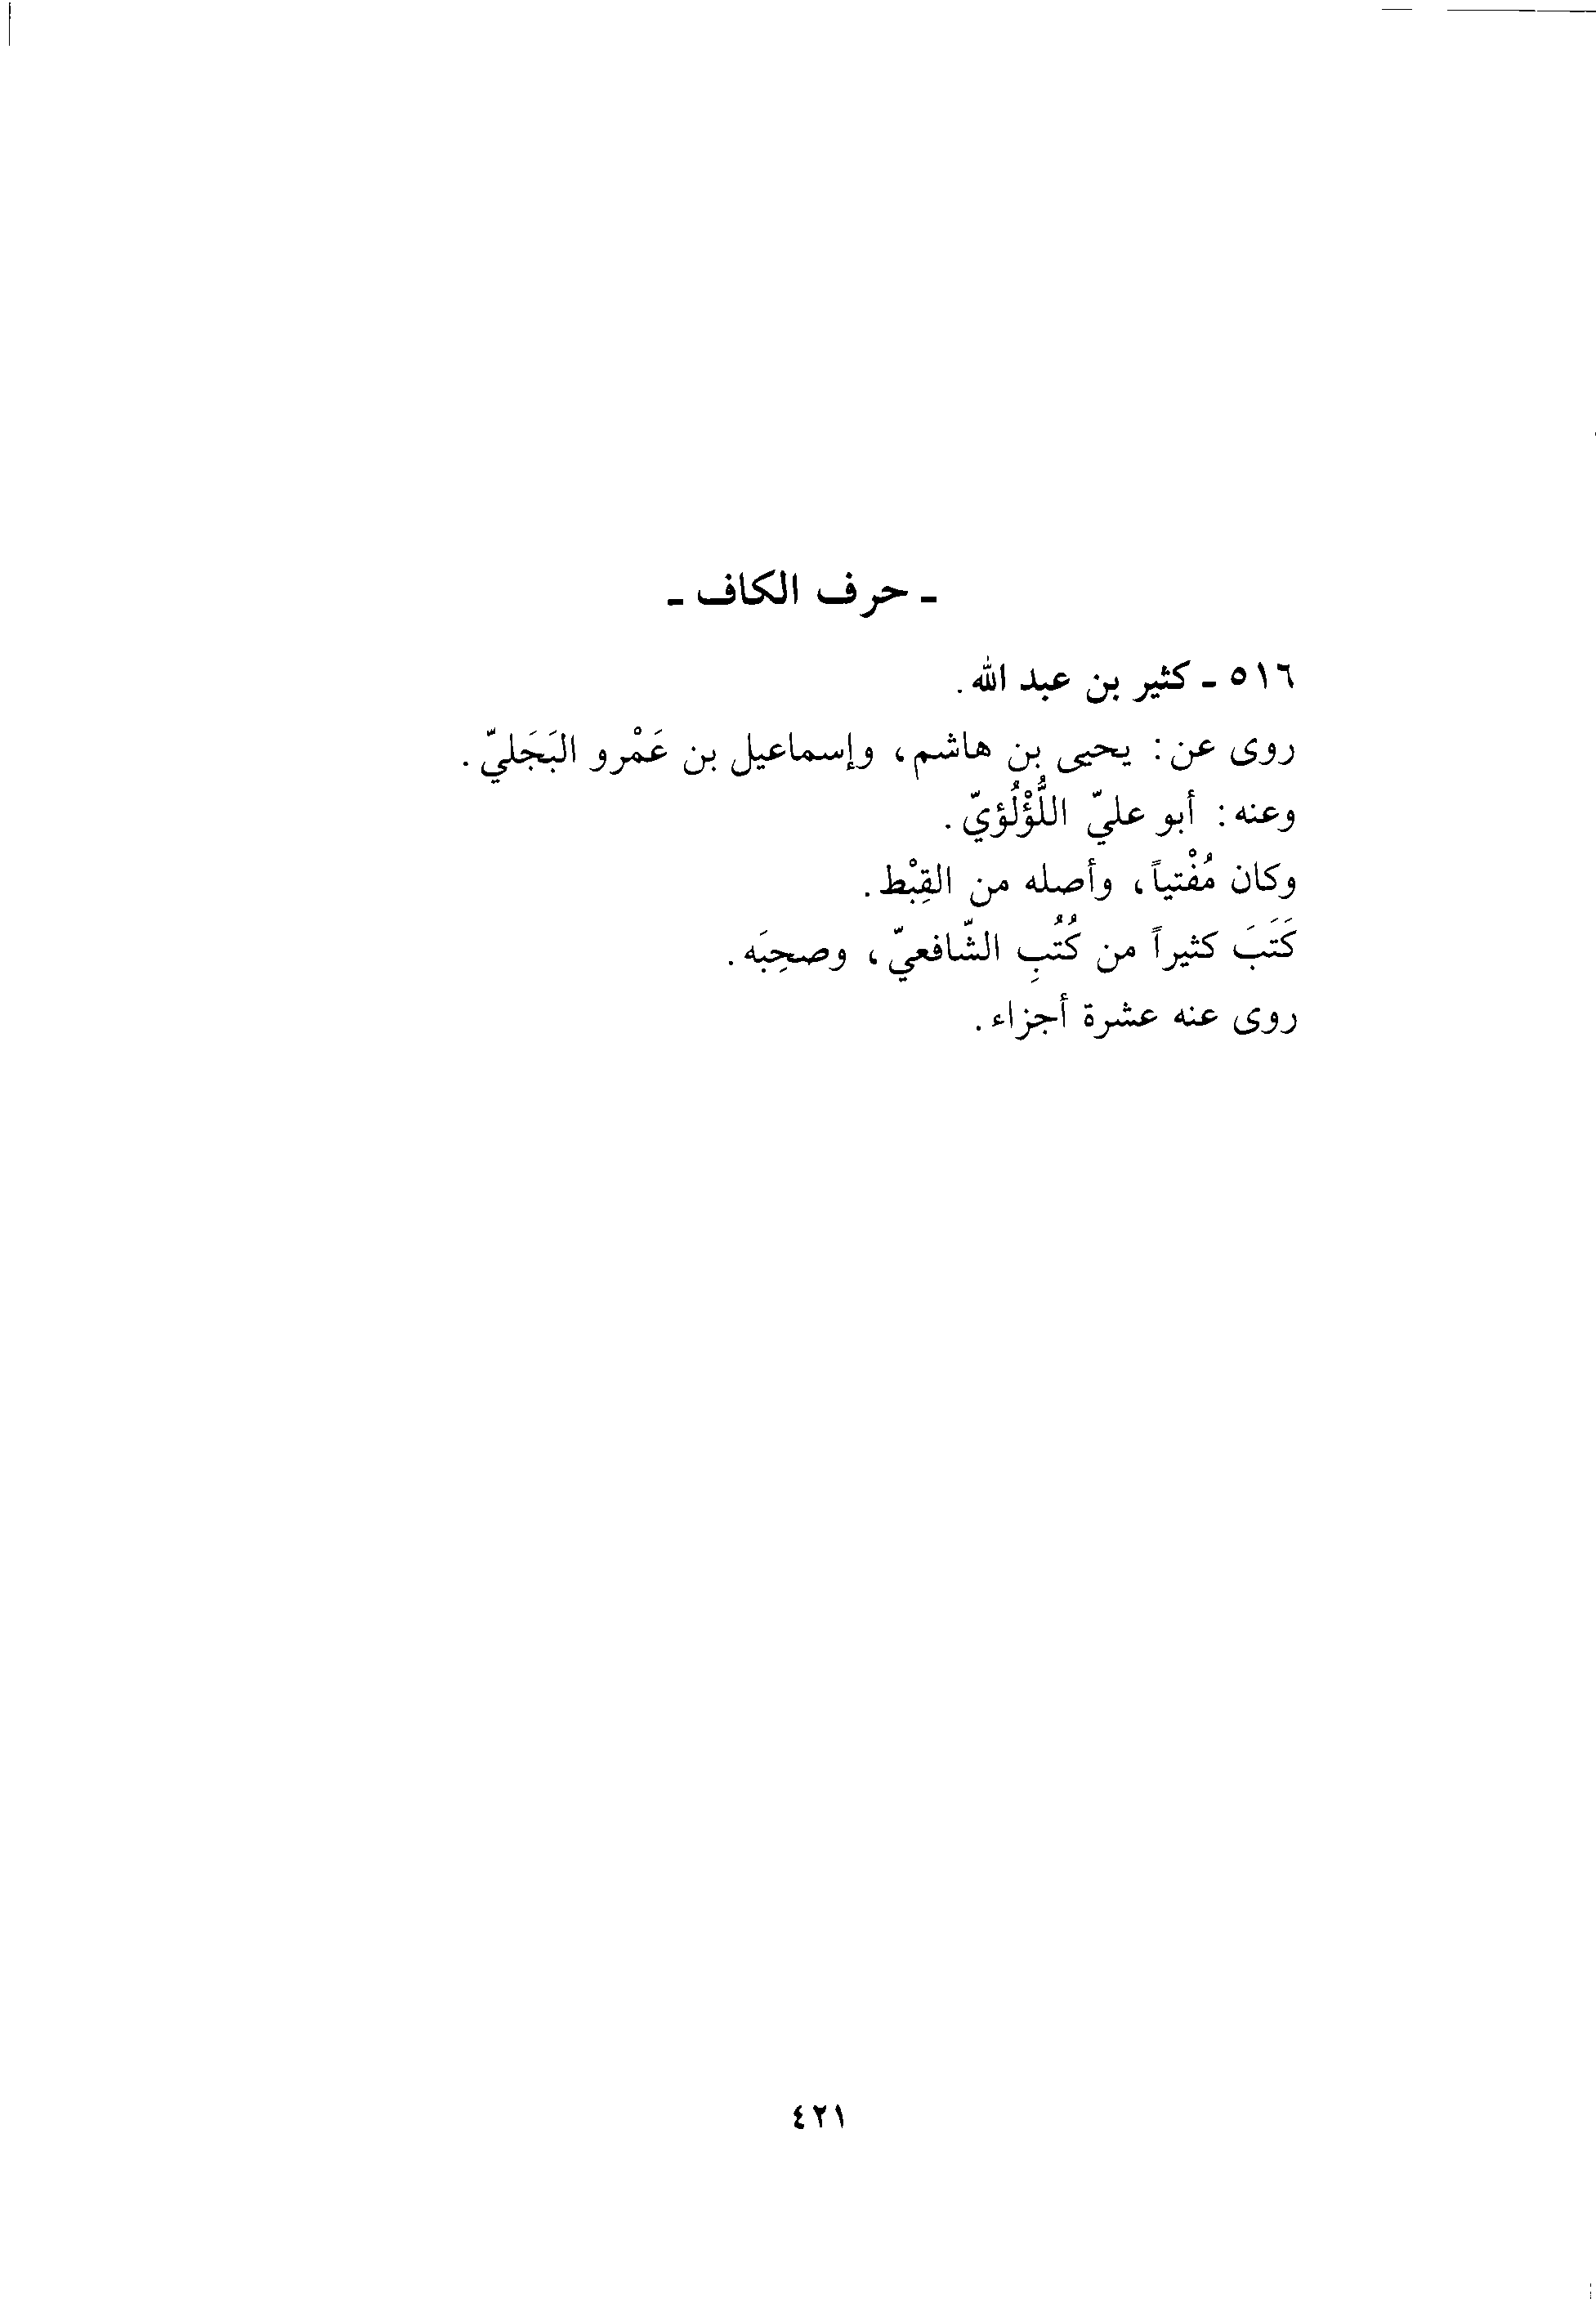 ـ حرف الكاف ـ
٥١٦ ـ كثير بن عبد الله.
روى عن: يحيى بن هاشم، وإسماعيل بن عَمْرو البَجَليّ.
وعنه: أبو عليّ اللُّؤْلُؤيّ.
وكان مُفْتياً، وأصله من القِبْط.
كَتَبَ كثيراً من كُتُبِ الشّافعيّ، وصحِبَه.
روى عنه عشرة أجزاء.
٤٢١